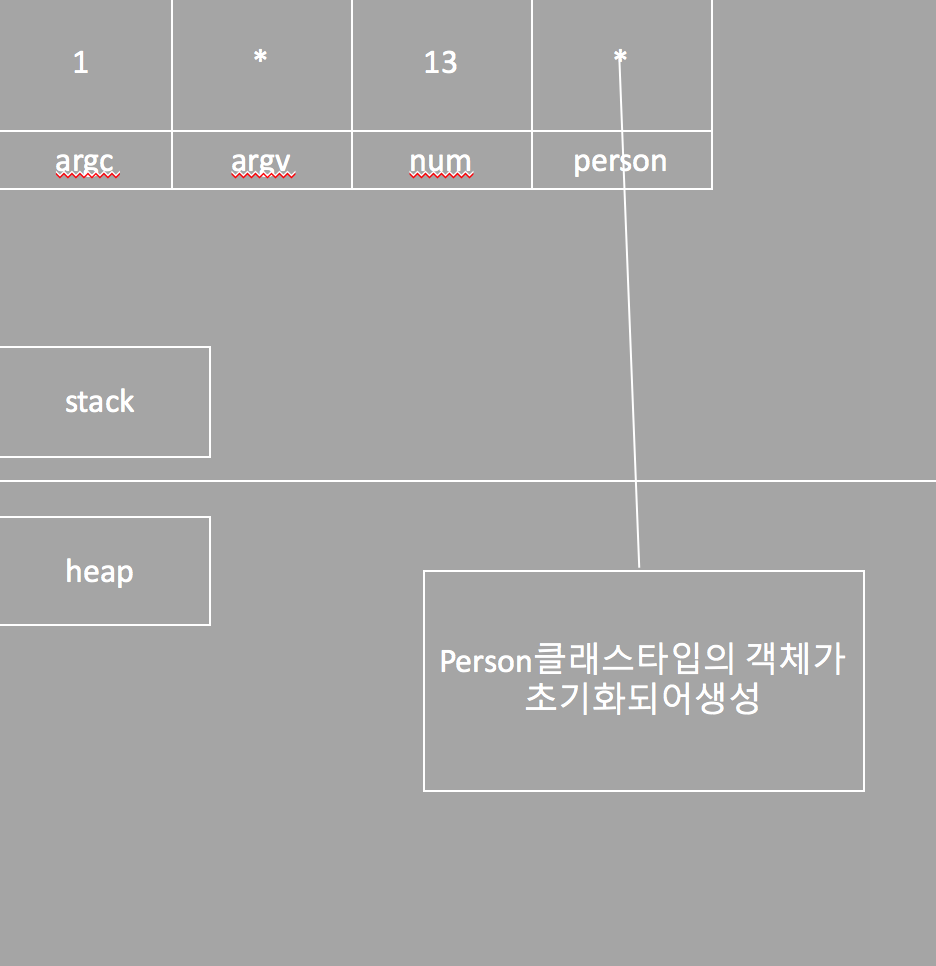 1 * 13 *
argc argv num person
stack
heap
Person클래스타입의 객체가
초기화되어생성